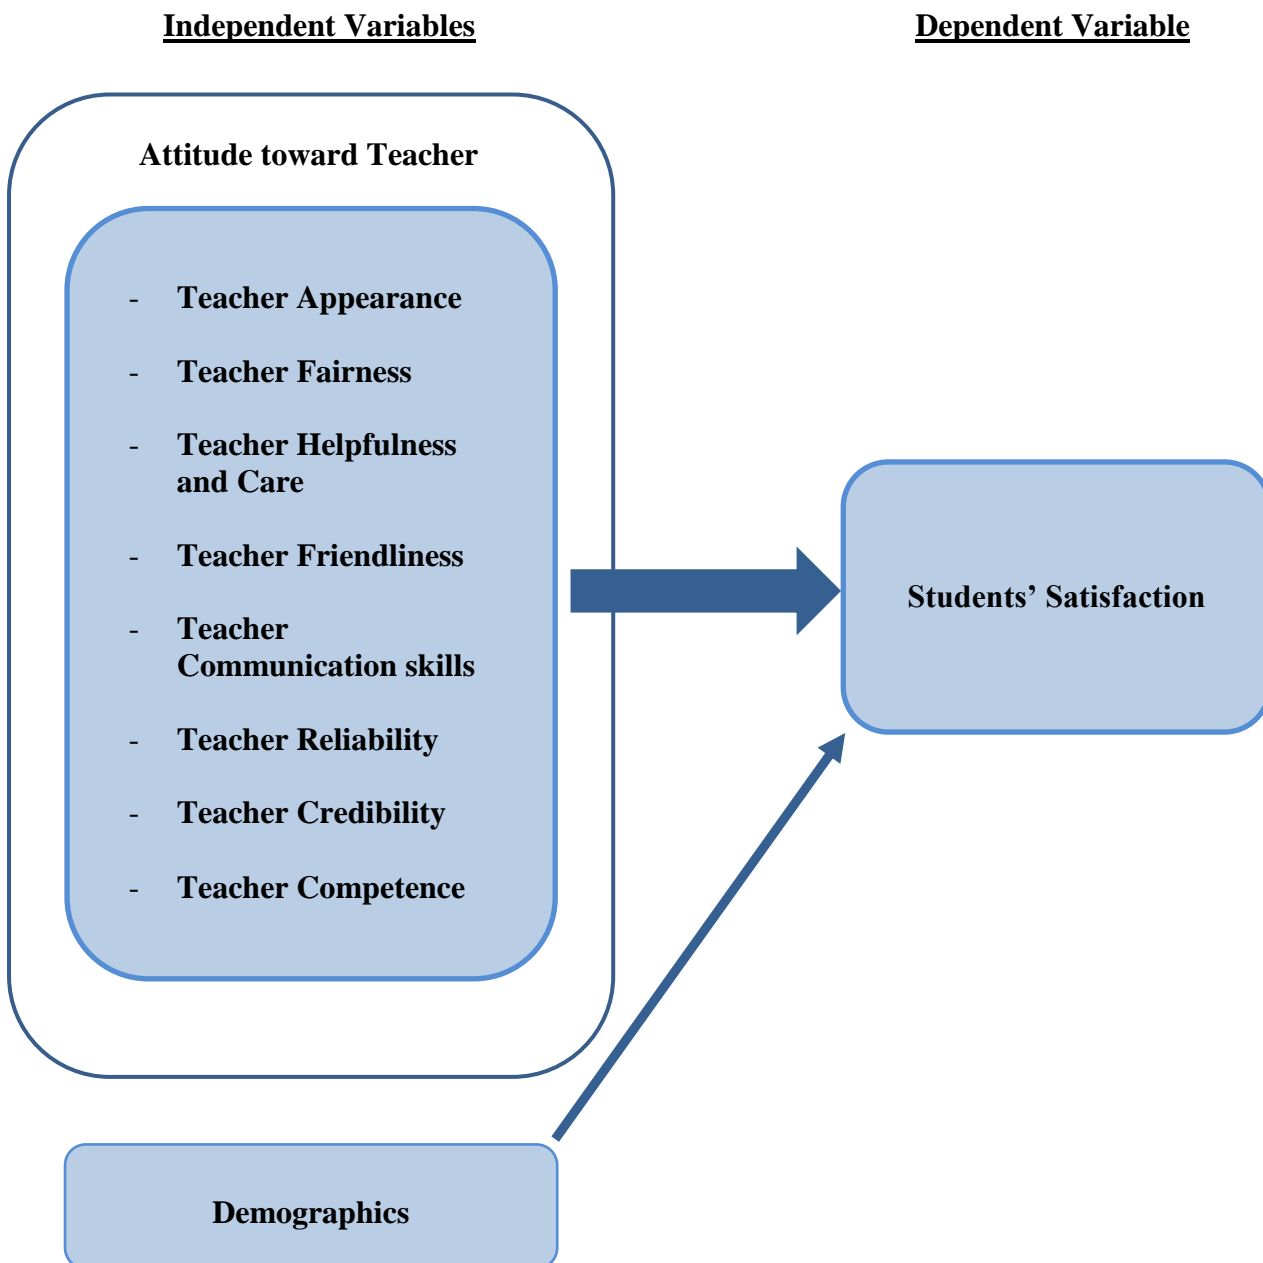 Independent Variables
Dependent Variable
Attitude toward Teacher
- Teacher Appearance
- Teacher Fairness
- Teacher Helpfulness
and Care
- Teacher Friendliness
- Teacher
Communication skills
- Teacher Reliability
- Teacher Credibility
- Teacher Competence
Students’ Satisfaction
Demographics